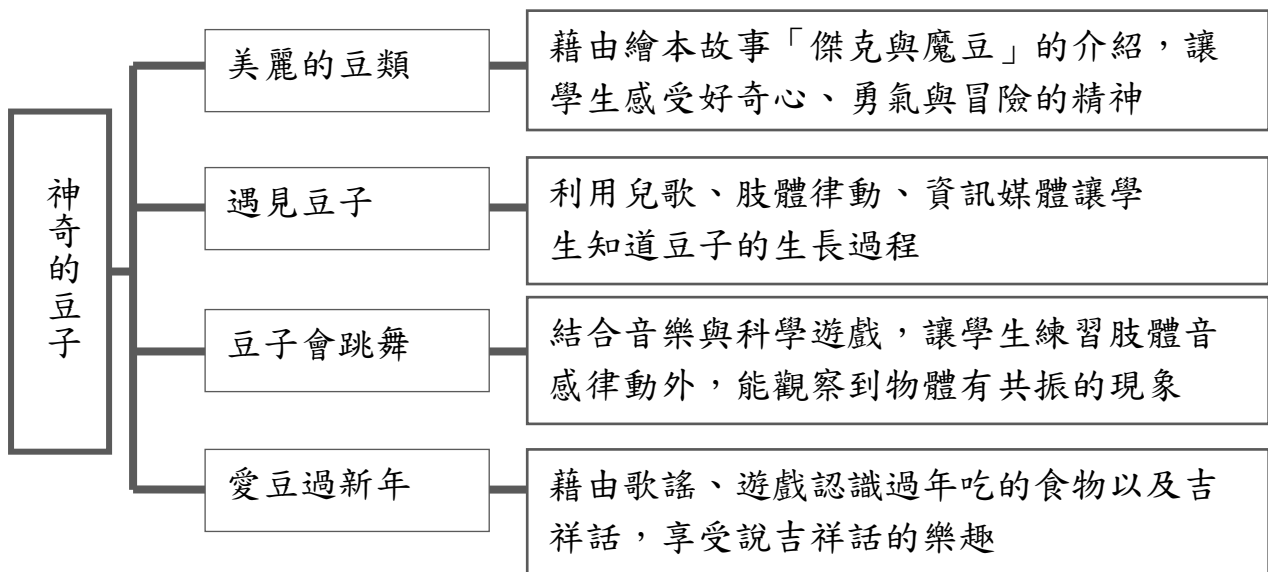 神奇的豆子
美麗的豆類
藉由繪本故事「傑克與魔豆」的介紹，讓
學生感受好奇心、勇氣與冒險的精神
遇見豆子
利用兒歌、肢體律動、資訊媒體讓學
生知道豆子的生長過程
豆子會跳舞
結合音樂與科學遊戲，讓學生練習肢體音
感律動外，能觀察到物體有共振的現象
愛豆過新年
藉由歌謠、遊戲認識過年吃的食物以及吉
祥話，享受說吉祥話的樂趣